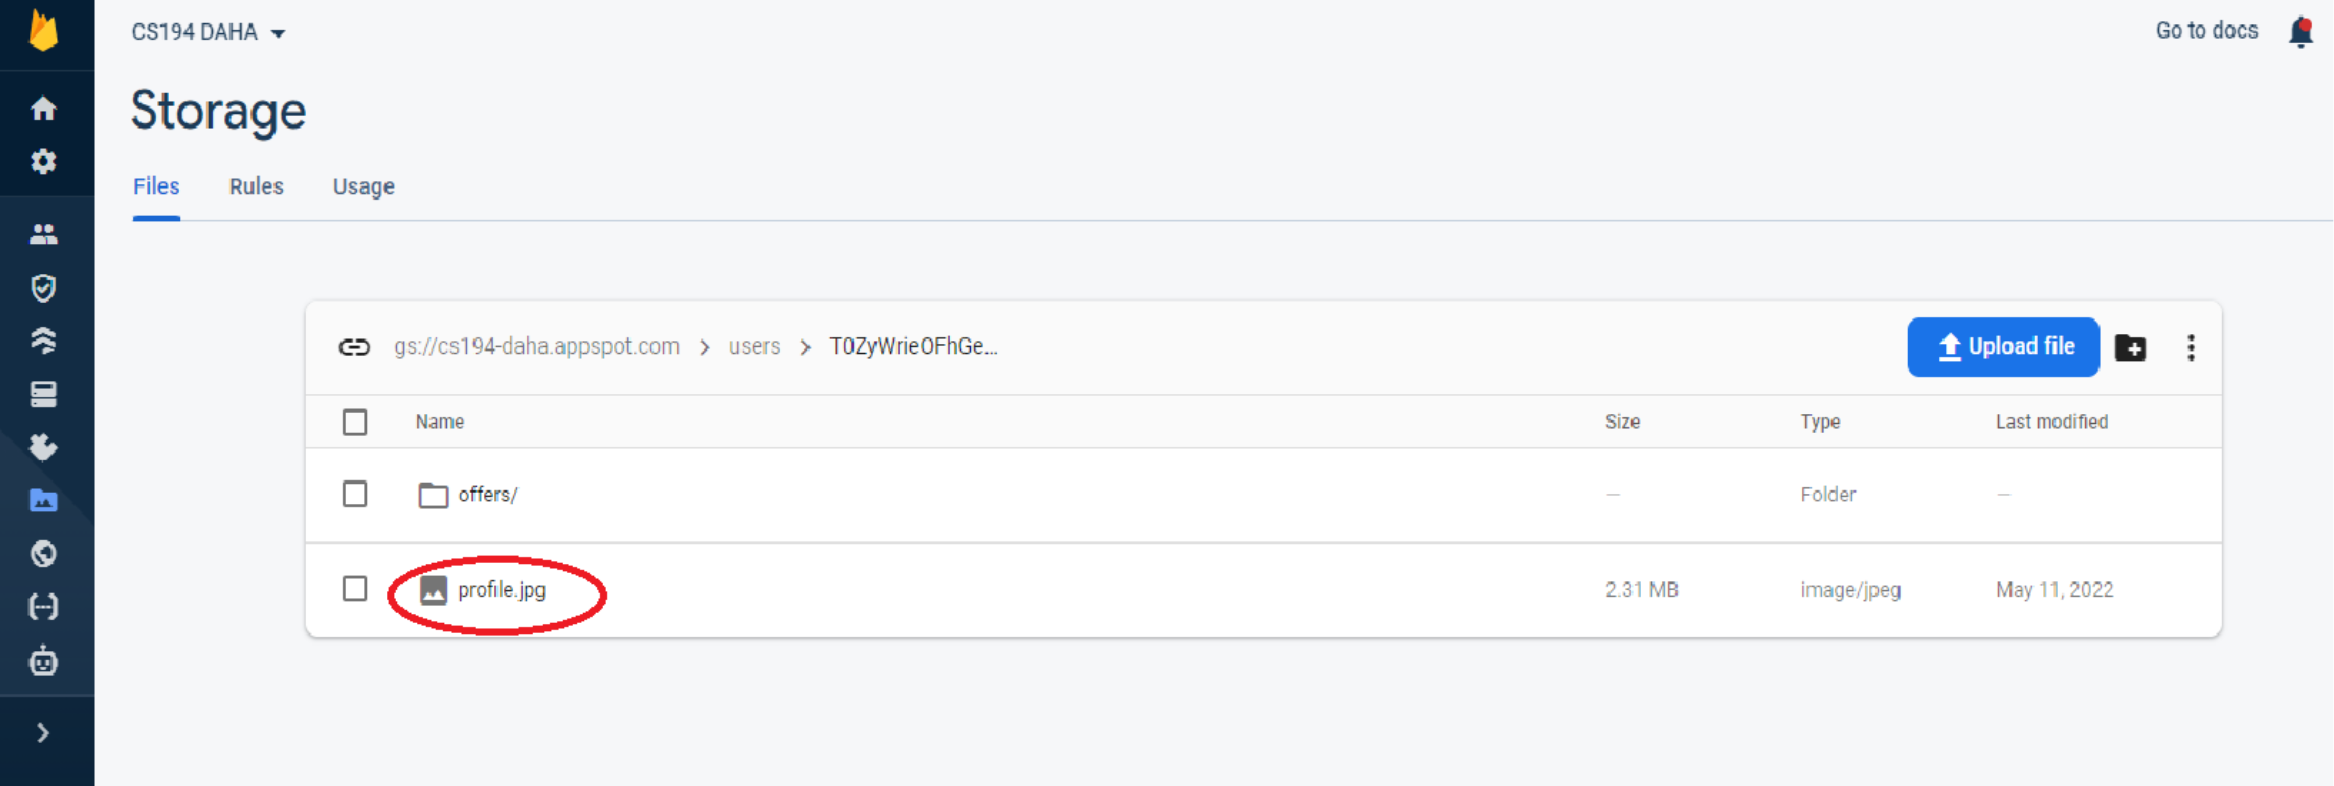 CS194 DAHA
Go to docs
Storage
Files Rules Usage
gs://cs194-daha.appspot.com > users > T0ZyWrieOFhGe...
Upload file
Name Size Type Last modified
offers/ — Folder —
profile.jpg 2.31 MB image/jpeg May 11, 2022